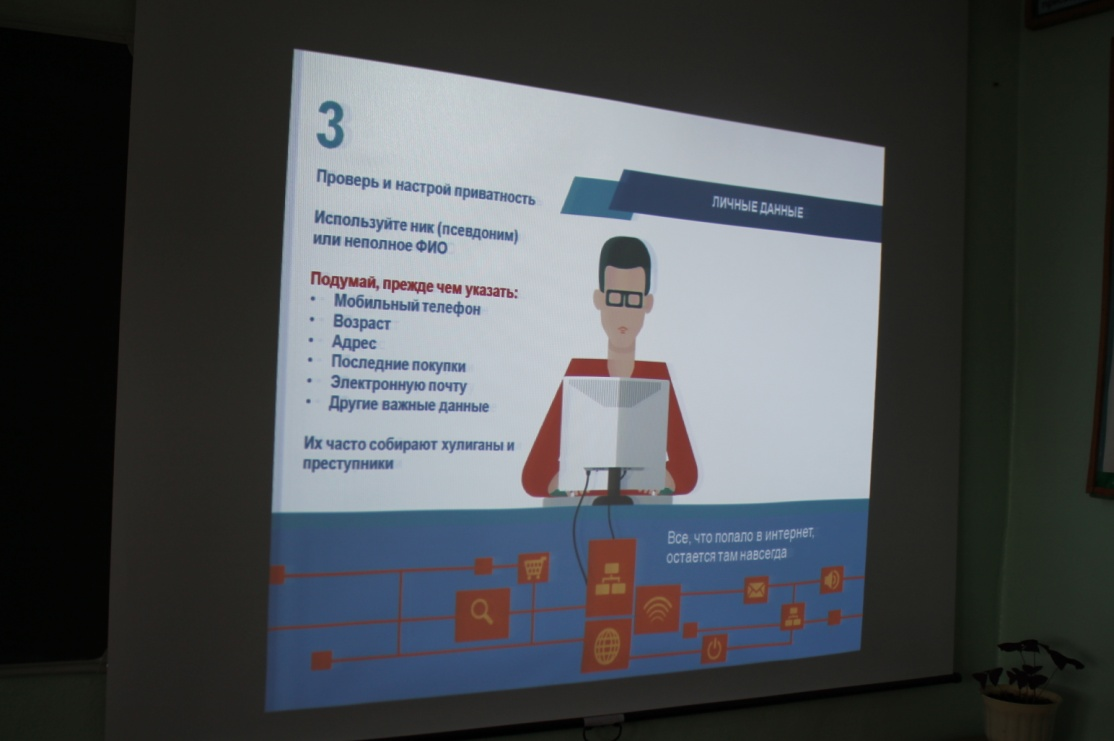 3
Проверь и настрой приватность
Используйте ник (псевдоним)
или неполное ФИО
Подумай, прежде чем указать:
• Мобильный телефон
• Возраст
• Адрес
• Последние покупки
• Электронную почту
• Другие важные данные
Их часто собирают хулиганы и
преступники
ЛИЧНЫЕ ДАННЫЕ
Все, что попало в интернет,
остается там навсегда